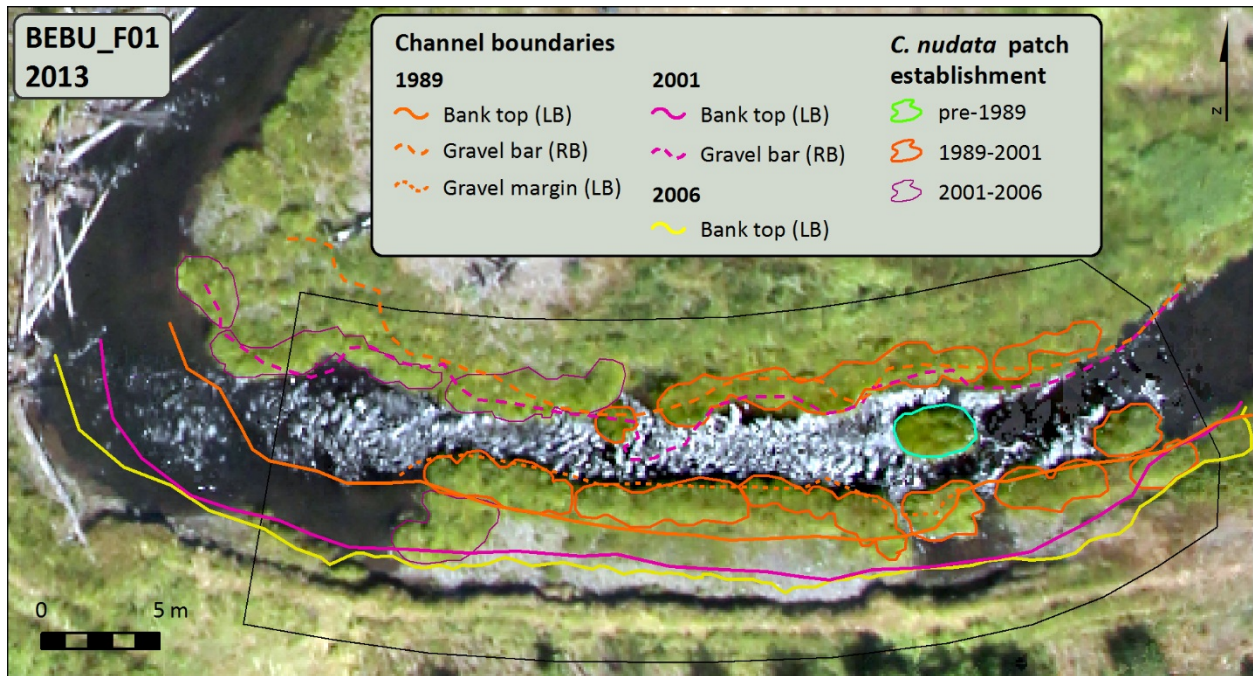 BEBU_F01
2013
Channel boundaries
1989
Bank top (LB)
Gravel bar (RB)
Gravel margin (LB)
2001
Bank top (LB)
Gravel bar (RB)
2006
Bank top (LB)
C. nudata patch
establishment
pre-1989
1989-2001
2001-2006
N
0 5 m